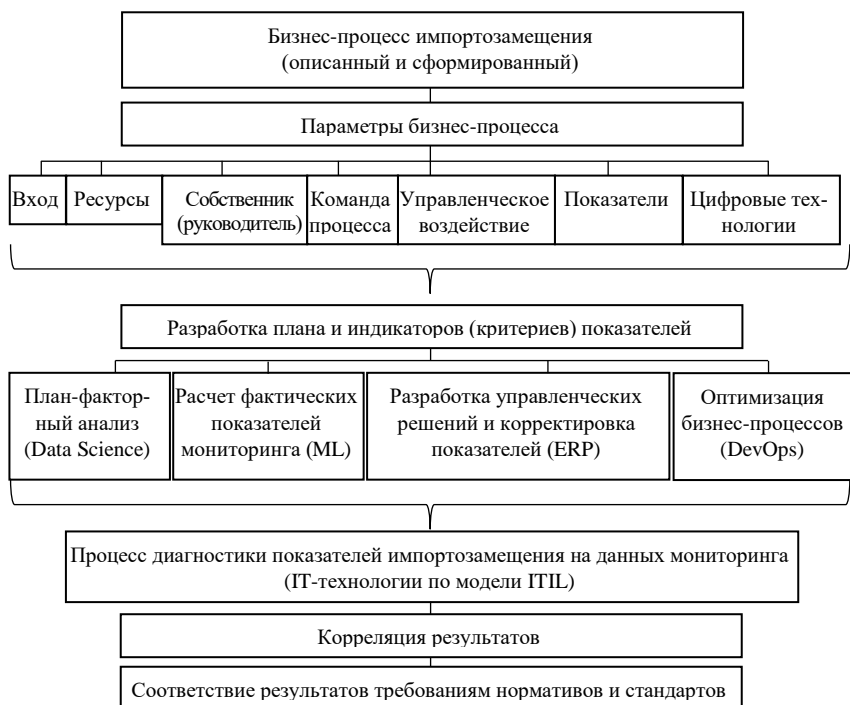 Бизнес-процесс импортозамещения
(описанный и сформированный)
Параметры бизнес-процесса
Вход
Ресурсы
Собственник
(руководитель)
Команда
процесса
Управленческое
воздействие
Показатели
Цифровые тех-
нологии
Разработка плана и индикаторов (критериев) показателей
План-фактор-
ный анализ
(Data Science)
Расчет фактических
показателей
мониторинга (ML)
Разработка управленческих
решений и корректировка
показателей (ERP)
Оптимизация
бизнес-процессов
(DevOps)
Процесс диагностики показателей импортозамещения на данных мониторинга
(IT-технологии по модели ITIL)
Корреляция результатов
Соответствие результатов требованиям нормативов и стандартов